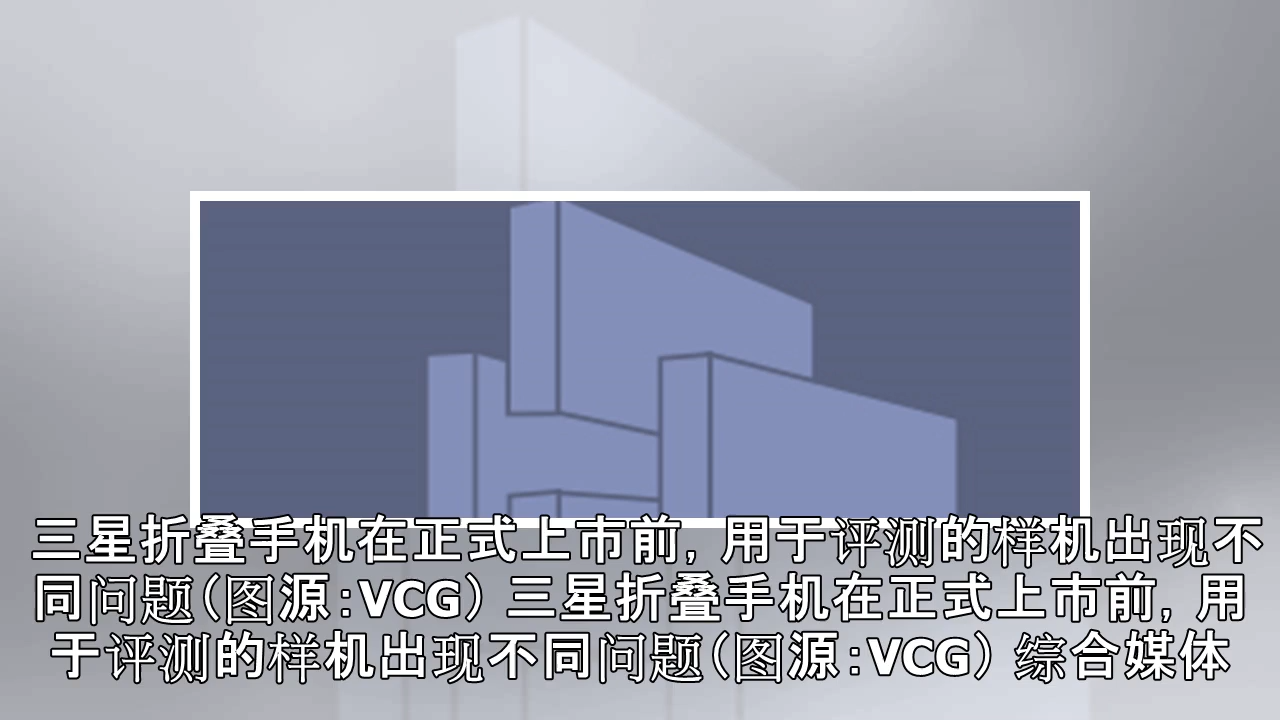 三星折叠手机在正式上市前，用于评测的样机出现不
同问题（图源：VCG）三星折叠手机在正式上市前，用
于评测的样机出现不同问题（图源：VCG）综合媒体